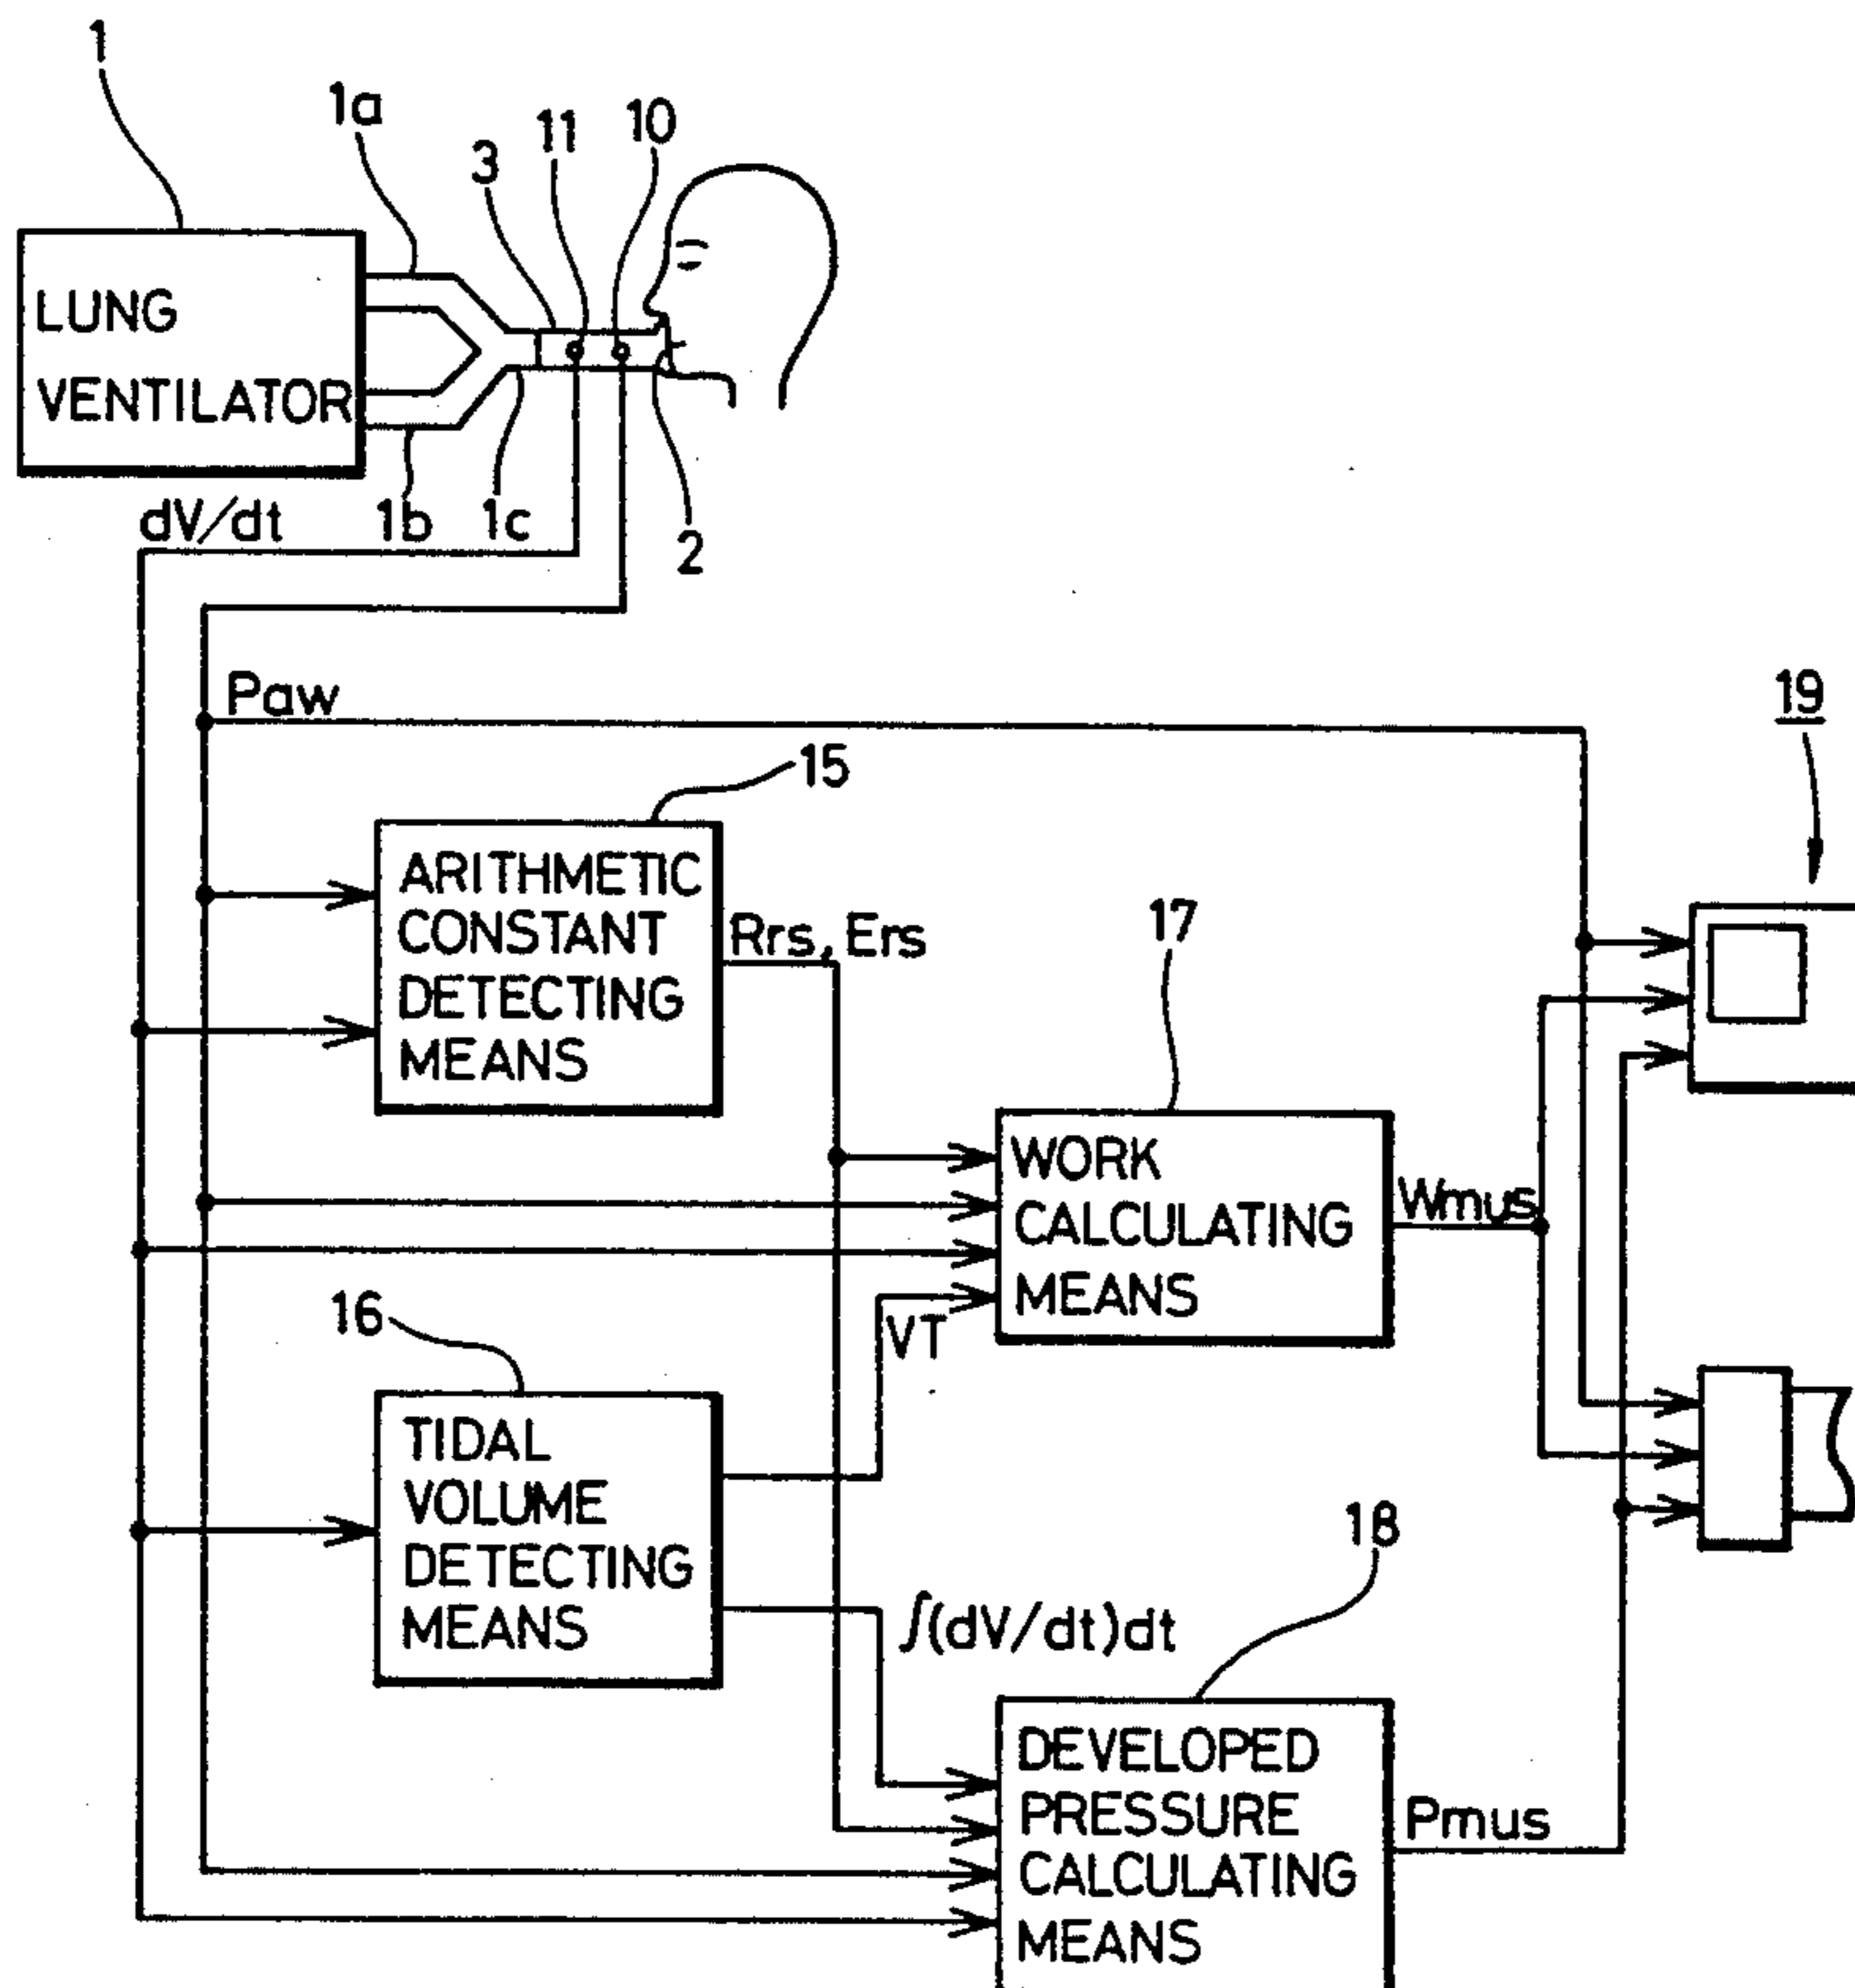 1
1a
11
10
3
LUNG
VENTILATOR
dV/dt
1b
1c
2
Paw
19
15
ARITHMETIC
CONSTANT
DETECTING
MEANS
Rrs, Ers
17
WORK
CALCULATING
MEANS
Wmus
16
VT
TIDAL
VOLUME
DETECTING
MEANS
18
∫(dV/dt)dt
DEVELOPED
PRESSURE
CALCULATING
MEANS
Pmus